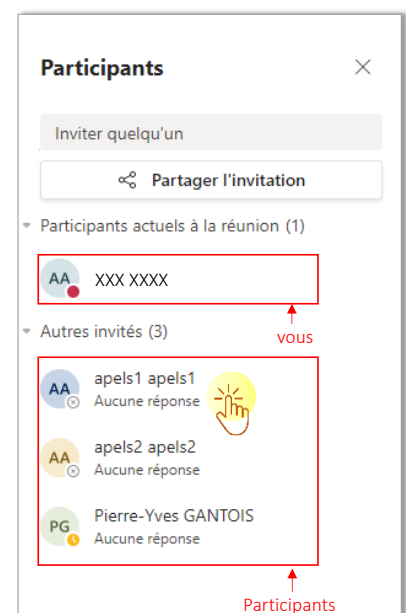 Participants
Inviter quelqu'un
Partager l'invitation
Participants actuels à la réunion (1)
AA
XXX XXXX
vous
Autres invités (3)
AA
apels1 apels1
Aucune réponse
AA
apels2 apels2
Aucune réponse
PG
Pierre-Yves GANTOIS
Aucune réponse
Participants